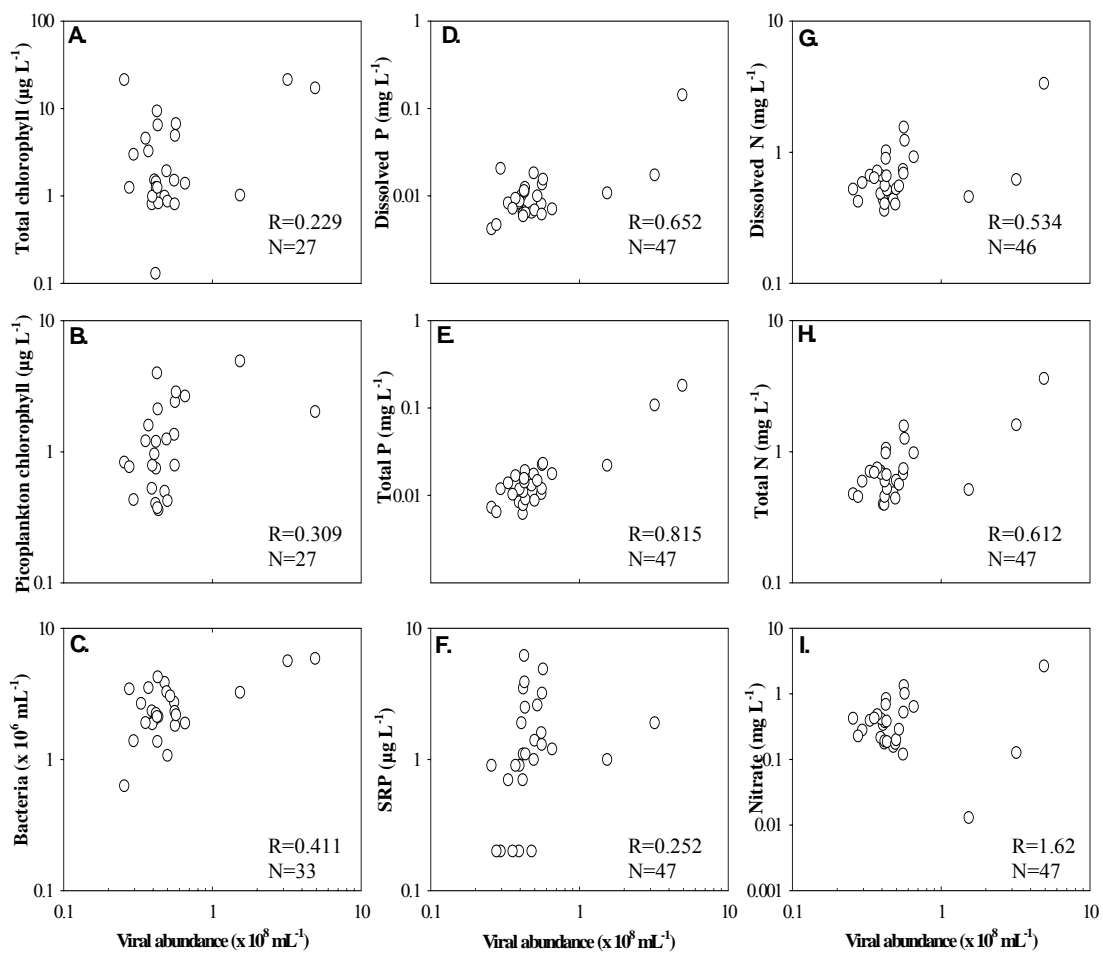 A.
Total chlorophyll (µg L⁻¹)
100
10
1
0.1
R=0.229
N=27
D.
Dissolved P (mg L⁻¹)
1
0.1
0.01
R=0.652
N=47
G.
Dissolved N (mg L⁻¹)
10
1
0.1
R=0.534
N=46
B.
Picoplankton chlorophyll (µg L⁻¹)
10
1
0.1
R=0.309
N=27
E.
Total P (mg L⁻¹)
1
0.1
0.01
R=0.815
N=47
H.
Total N (mg L⁻¹)
10
1
0.1
R=0.612
N=47
C.
Bacteria (x 10⁶ mL⁻¹)
10
1
0.1
R=0.411
N=33
0.1 1 10
Viral abundance (x 10⁸ mL⁻¹)
F.
SRP (µg L⁻¹)
10
1
0.1
R=0.252
N=47
0.1 1 10
Viral abundance (x 10⁸ mL⁻¹)
I.
Nitrate (mg L⁻¹)
10
1
0.1
0.01
0.001
R=1.62
N=47
0.1 1 10
Viral abundance (x 10⁸ mL⁻¹)